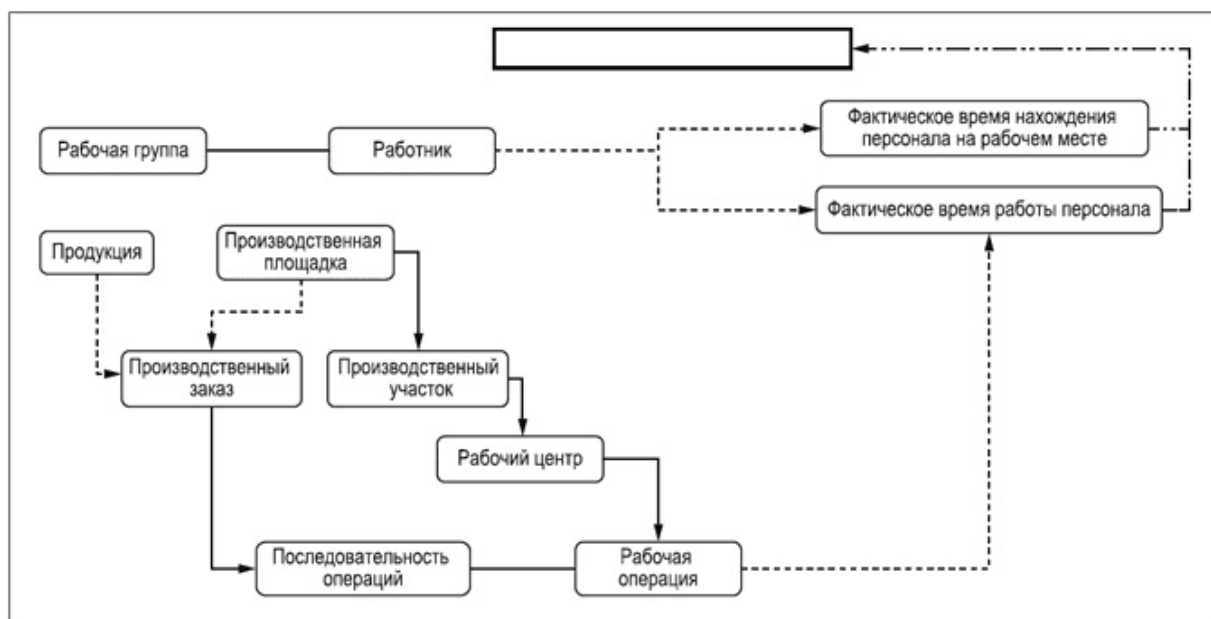 Фактическое время нахождения
персонала на рабочем месте
Рабочая группа
Работник
Фактическое время работы персонала
Продукция
Производственная
площадка
Производственный
заказ
Производственный
участок
Рабочий центр
Последовательность
операций
Рабочая
операция